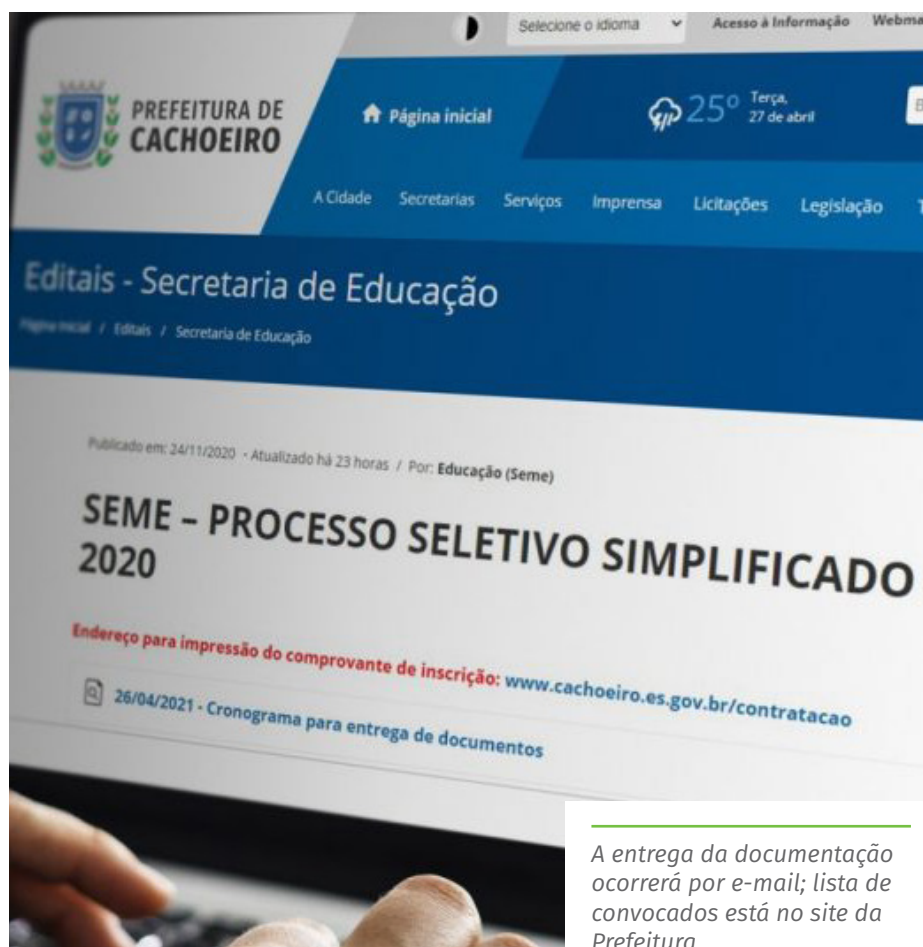 Selecione o idioma
Acesso à Informação
PREFEITURA DE
CACHOEIRO
Página inicial
25°
Terça,
27 de abril
A Cidade
Secretarias
Serviços
Imprensa
Licitações
Legislação
Editais - Secretaria de Educação
Página Inicial / Editais / Secretaria de Educação
Publicado em: 24/11/2020 - Atualizado há 23 horas / Por: Educação (Seme)
SEME – PROCESSO SELETIVO SIMPLIFICADO
2020
Endereço para impressão do comprovante de inscrição: www.cachoeiro.es.gov.br/contratacao
26/04/2021 - Cronograma para entrega de documentos
A entrega da documentação
ocorrerá por e-mail; lista de
convocados está no site da
Prefeitura